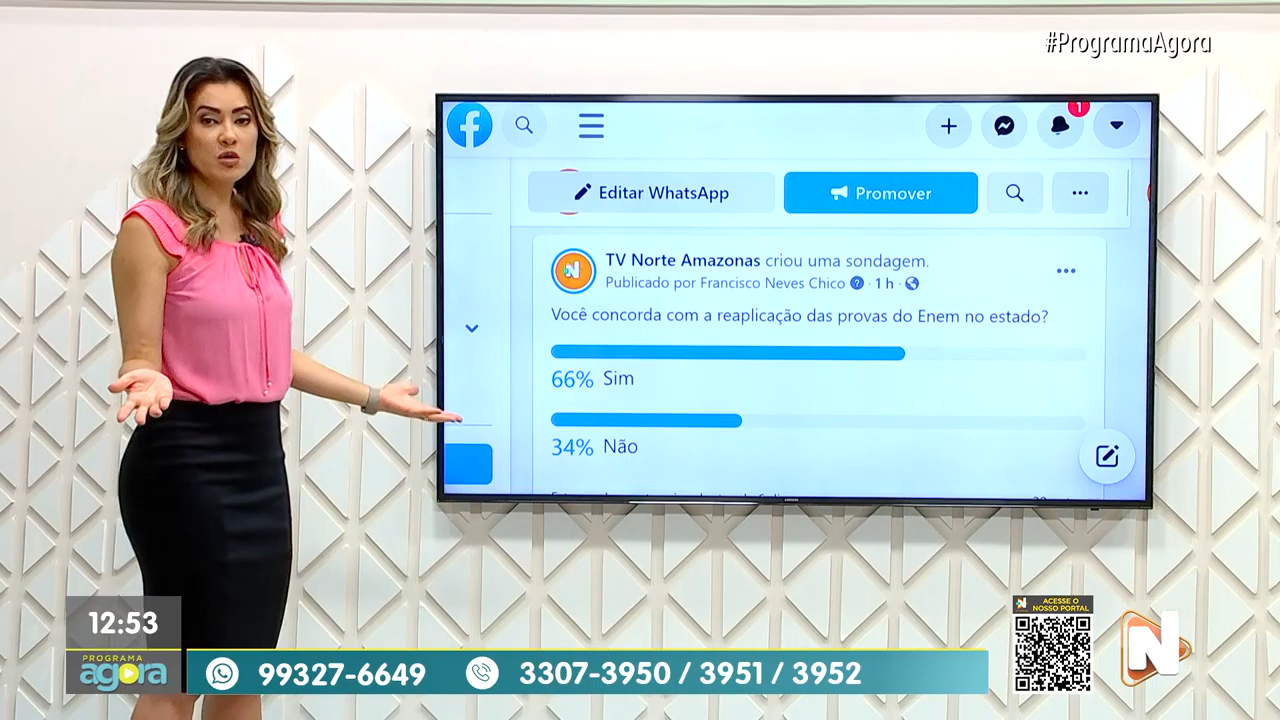 #ProgramaAgora
1
Editar WhatsApp
Promover
TV Norte Amazonas criou uma sondagem.
Publicado por Francisco Neves Chico · 1 h ·
Você concorda com a reaplicação das provas do Enem no estado?
66% Sim
34% Não
ACESSE O
NOSSO PORTAL
N
12:53
PROGRAMA
agora
99327-6649
3307-3950 / 3951 / 3952